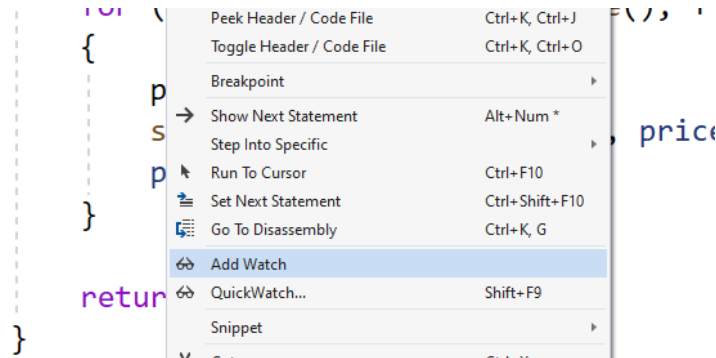 for (
Peek Header / Code File Ctrl+K, Ctrl+J
{
Toggle Header / Code File Ctrl+K, Ctrl+O
Breakpoint
p
Show Next Statement Alt+Num *
s , price
Step Into Specific
p
Run To Cursor Ctrl+F10
Set Next Statement Ctrl+Shift+F10
}
Go To Disassembly Ctrl+K, G
Add Watch
retur
QuickWatch... Shift+F9
Snippet
}